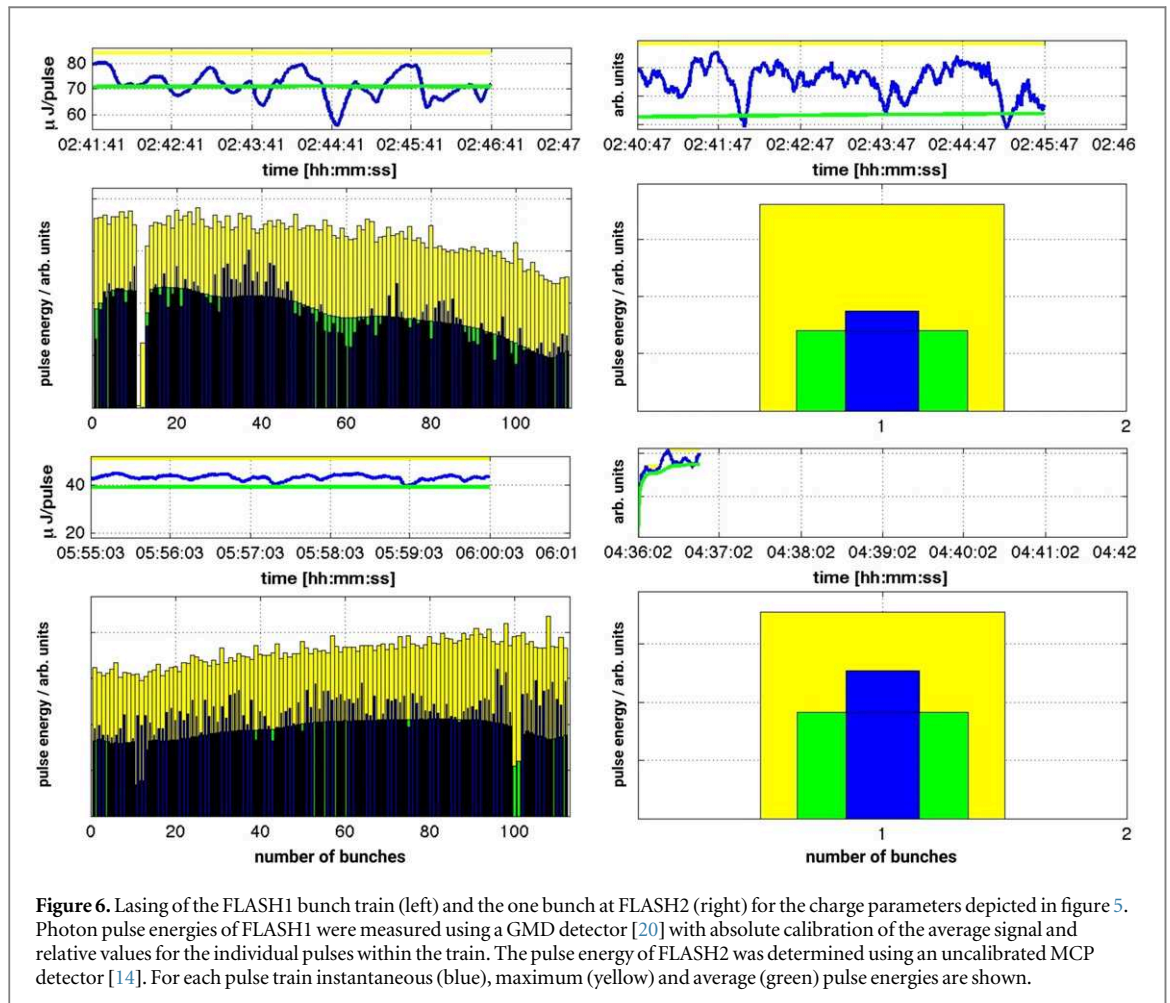 µ J/pulse
80
70
60
02:41:41 02:42:41 02:43:41 02:44:41 02:45:41 02:46:41 02:47
time [hh:mm:ss]
arb. units
02:40:47 02:41:47 02:42:47 02:43:47 02:44:47 02:45:47 02:46
time [hh:mm:ss]
pulse energy / arb. units
0 20 40 60 80 100
pulse energy / arb. units
1 2
µ J/pulse
40
20
05:55:03 05:56:03 05:57:03 05:58:03 05:59:03 06:00:03 06:01
time [hh:mm:ss]
arb. units
04:36:02 04:37:02 04:38:02 04:39:02 04:40:02 04:41:02 04:42
time [hh:mm:ss]
pulse energy / arb. units
0 20 40 60 80 100
number of bunches
pulse energy / arb. units
1 2
number of bunches
Figure 6. Lasing of the FLASH1 bunch train (left) and the one bunch at FLASH2 (right) for the charge parameters depicted in figure 5.
Photon pulse energies of FLASH1 were measured using a GMD detector [20] with absolute calibration of the average signal and
relative values for the individual pulses within the train. The pulse energy of FLASH2 was determined using an uncalibrated MCP
detector [14]. For each pulse train instantaneous (blue), maximum (yellow) and average (green) pulse energies are shown.